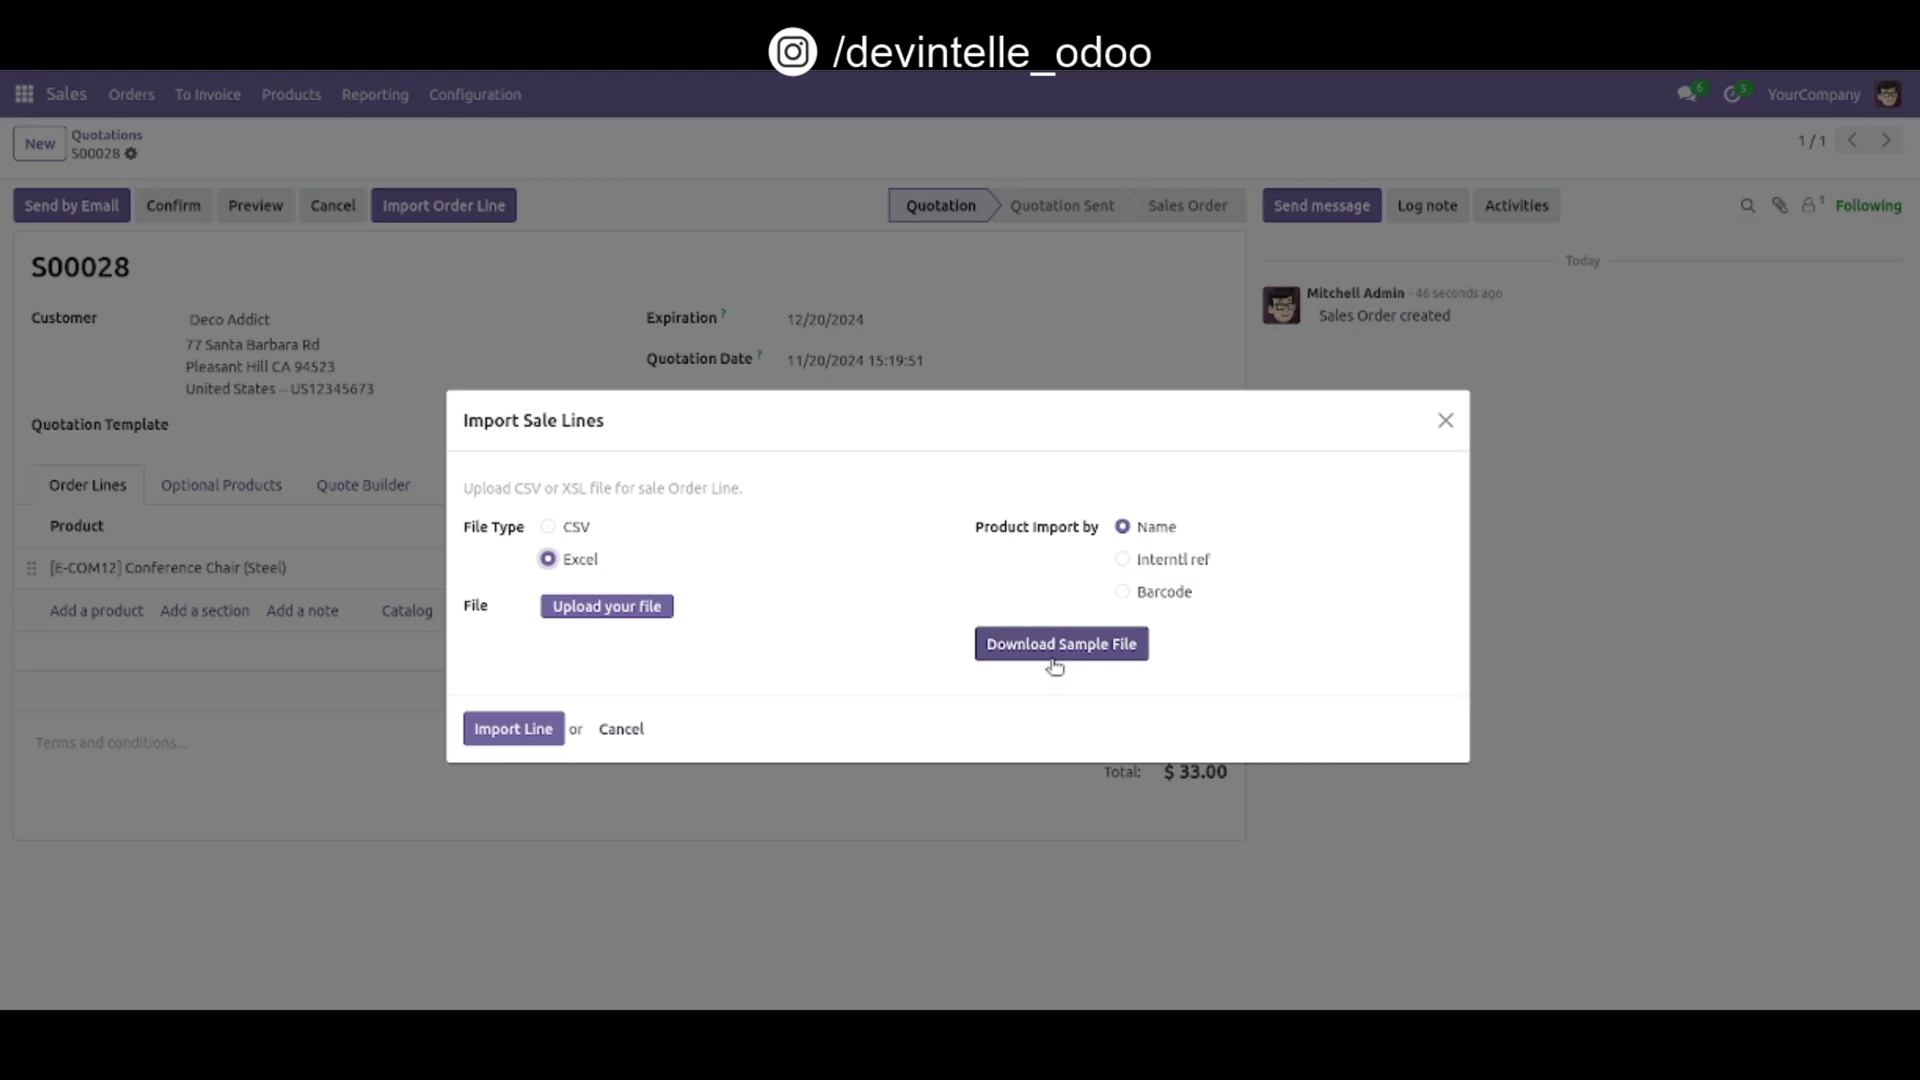 /devintelle_odoo
Sales Orders To Invoice Products Reporting Configuration 6 5 YourCompany
New Quotations
S00028 1 / 1
Send by Email Confirm Preview Cancel Import Order Line Quotation Quotation Sent Sales Order Send message Log note Activities 1 Following
S00028
Today
Mitchell Admin - 46 seconds ago
Sales Order created
Customer Deco Addict
77 Santa Barbara Rd
Pleasant Hill CA 94523
United States – US12345673
Expiration ? 12/20/2024
Quotation Date ? 11/20/2024 15:19:51
Quotation Template
Order Lines Optional Products Quote Builder
Product
[E-COM12] Conference Chair (Steel)
Add a product Add a section Add a note Catalog
Terms and conditions...
Total: $ 33.00
Import Sale Lines
Upload CSV or XSL file for sale Order Line.
File Type CSV
Excel
File Upload your file
Product Import by Name
Interntl ref
Barcode
Download Sample File
Import Line or Cancel